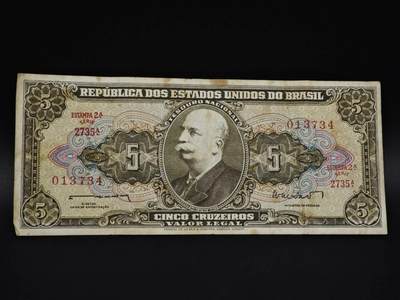 REPÚBLICA DOS ESTADOS UNIDOS DO BRASIL
TESOURO NACIONAL
5
5
ESTAMPA 2ª
SÉRIE
2735ª
013734
5
5
013734
ESTAMPA 2ª
SÉRIE
2735ª
CINCO CRUZEIROS
VALOR LEGAL
5
5